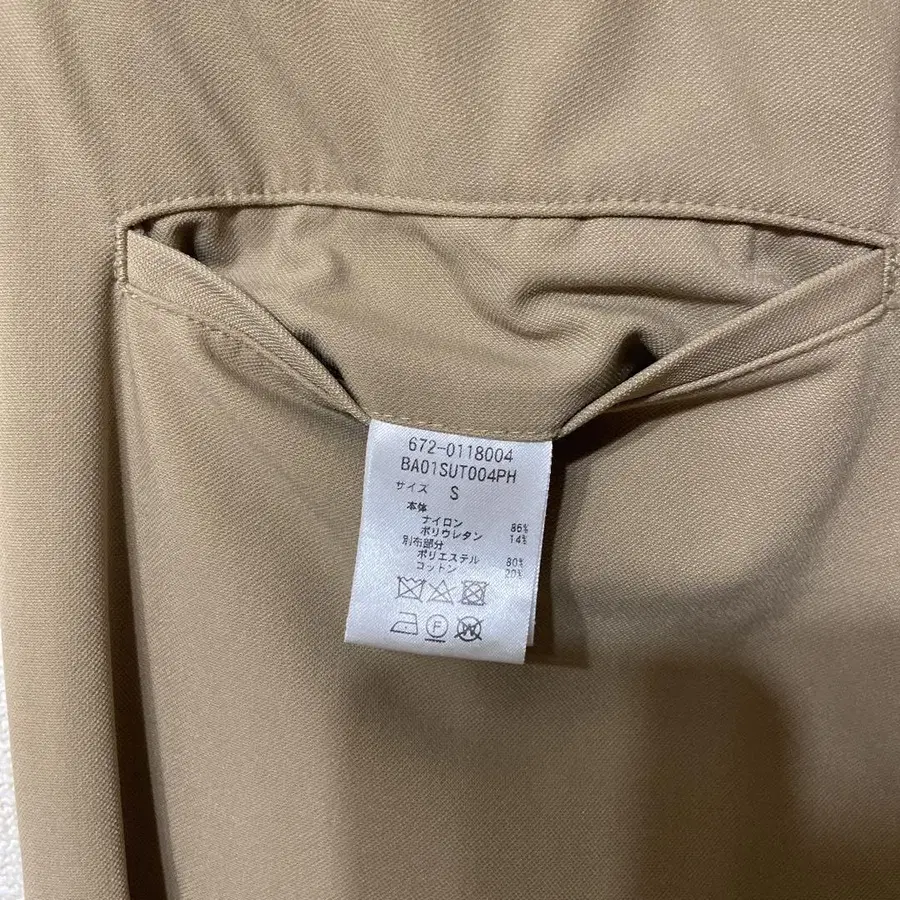 672-0118004
BA01SUT004PH
サイズ S
本体
ナイロン 86%
ポリウレタン 14%
別布部分
ポリエステル 80%
コットン 20%
F
W